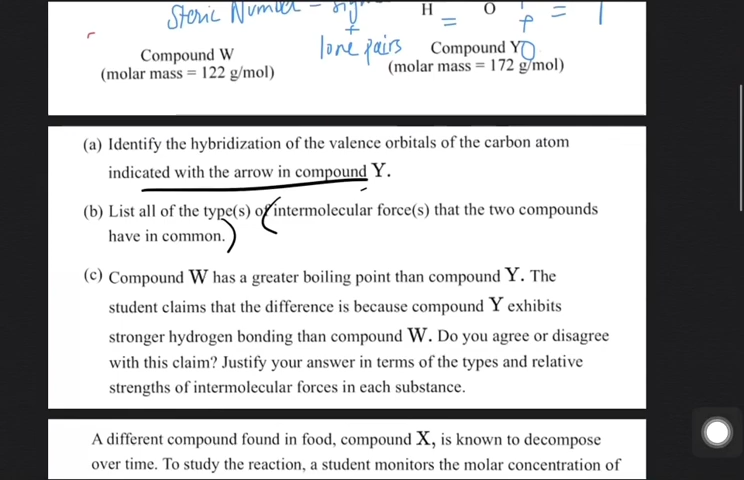 Steric Number = sig
+
lone pairs
H
=
O
+
P
=
1
Compound W
(molar mass = 122 g/mol)
Compound Y
(molar mass = 172 g/mol)
(a) Identify the hybridization of the valence orbitals of the carbon atom
indicated with the arrow in compound Y.
(b) List all of the type(s) of intermolecular force(s) that the two compounds
have in common.
(c) Compound W has a greater boiling point than compound Y. The
student claims that the difference is because compound Y exhibits
stronger hydrogen bonding than compound W. Do you agree or disagree
with this claim? Justify your answer in terms of the types and relative
strengths of intermolecular forces in each substance.
A different compound found in food, compound X, is known to decompose
over time. To study the reaction, a student monitors the molar concentration of